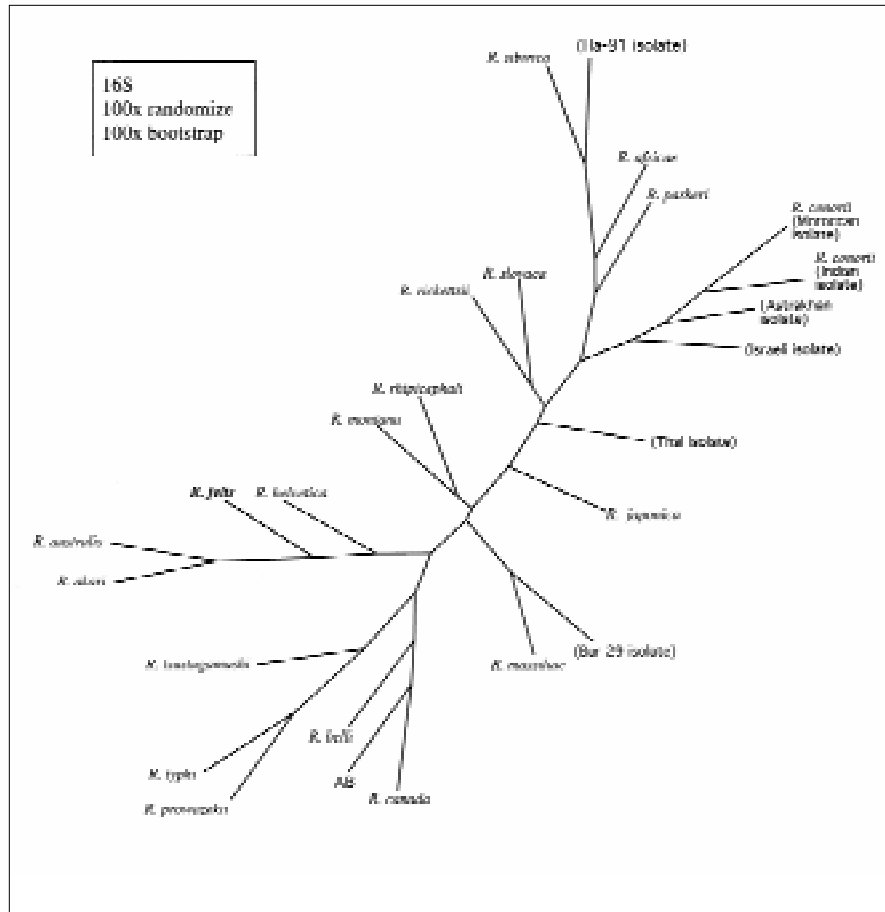 16S
100x randomize
100x bootstrap
(Ha-91 isolate)
R. sibirica
R. africae
R. parkeri
R. conorii
(Moroccan
isolate)
R. conorii
(Indian
isolate)
R. slovaca
R. rickettsii
(Astrakhan
isolate)
(Israeli isolate)
R. rhipicephali
R. montana
(Thai isolate)
R. felis
R. helvetica
R. japonica
R. australis
R. akari
R. massiliae
(Bar 29 isolate)
R.
R. bellii
R. typhi
AB
R. canada
R. prowazekii